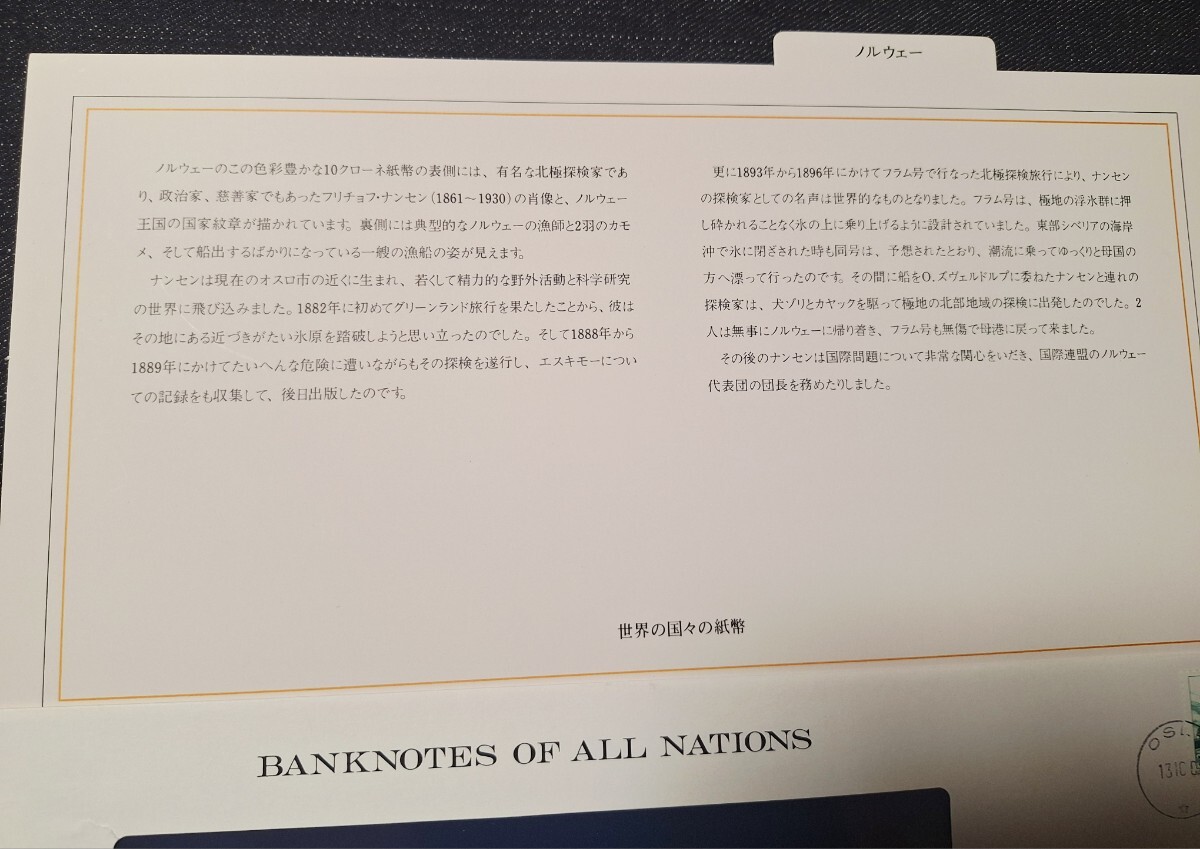 ノルウェー
ノルウェーのこの色彩豊かな10クローネ紙幣の表側には、有名な北極探検家であ
り、政治家、慈善家でもあったフリチョフ・ナンセン(1861〜1930)の肖像と、ノルウェー
王国の国家紋章が描かれています。裏側には典型的なノルウェーの漁師と2羽のカモ
メ、そして船出するばかりになっている一艘の漁船の姿が見えます。
ナンセンは現在のオスロ市の近くに生まれ、若くして精力的な野外活動と科学研究
の世界に飛び込みました。1882年に初めてグリーンランド旅行を果たしたことから、彼は
その地にある近づきがたい氷原を踏破しようと思い立ったのでした。そして1888年から
1889年にかけてたいへんな危険に遭いながらもその探検を遂行し、エスキモーについ
ての記録をも収集して、後日出版したのです。
更に1893年から1896年にかけてフラム号で行なった北極探検旅行により、ナンセン
の探検家としての名声は世界的なものとなりました。フラム号は、極地の浮氷群に押
し砕かれることなく氷の上に乗り上げるように設計されていました。東部シベリアの海岸
沖で氷に閉ざされた時も同号は、予想されたとおり、潮流に乗ってゆっくりと母国の
方へ漂って行ったのです。その間に船をO.ズヴェルドルプに委ねたナンセンと連れの
探検家は、犬ゾリとカヤックを駆って極地の北部地域の探検に出発したのでした。2
人は無事にノルウェーに帰り着き、フラム号も無傷で母港に戻って来ました。
その後のナンセンは国際問題について非常な関心をいだき、国際連盟のノルウェー
代表団の団長を務めたりしました。
世界の国々の紙幣
BANKNOTES OF ALL NATIONS